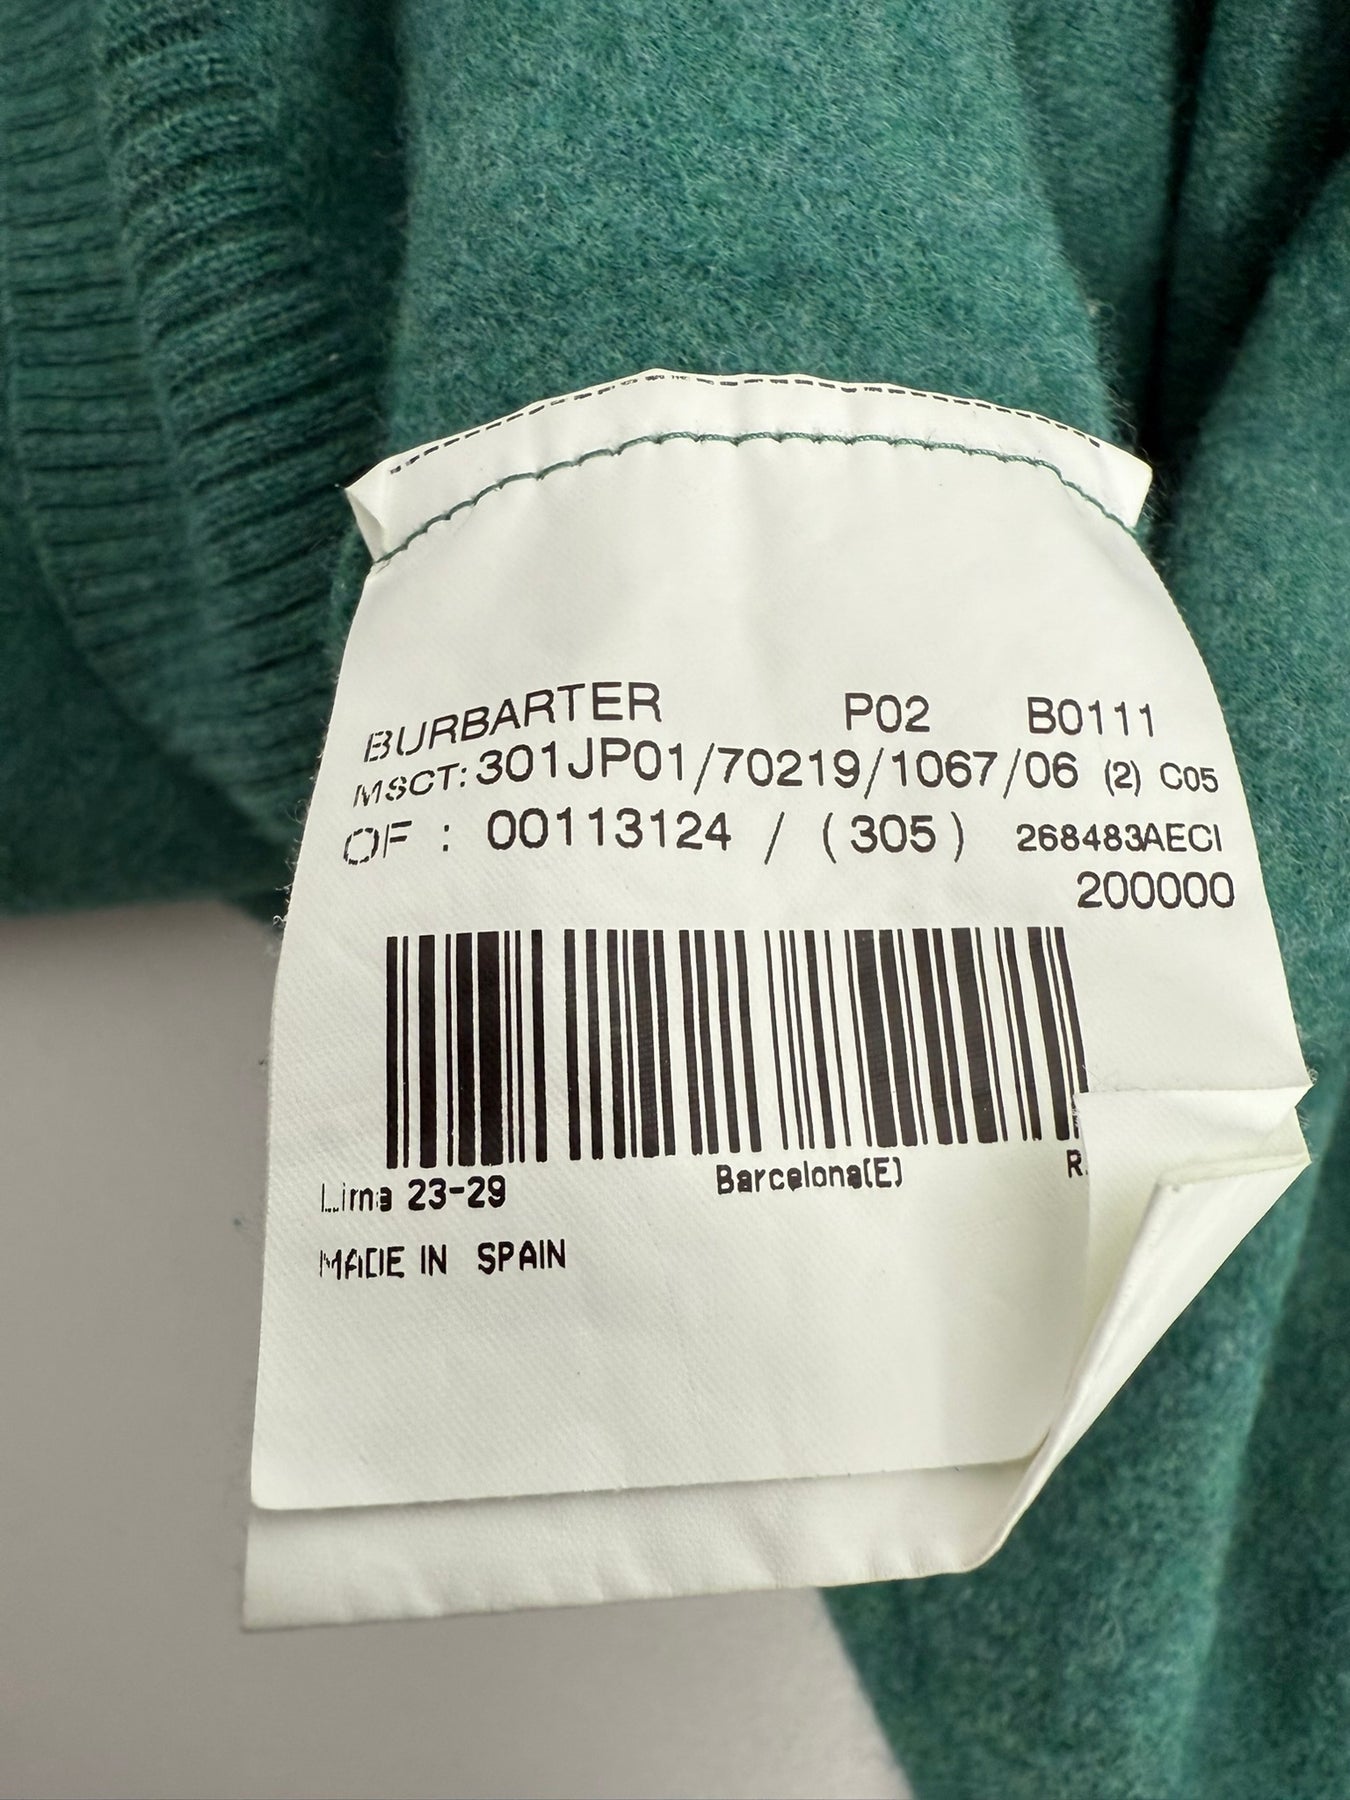 BURBARTER P02 B0111
MSCT:301JP01/70219/1067/06 (2) C05
OF : 00113124 / (305) 268483AECI
200000
Lima 23-29 Barcelona(E) R.
MADE IN SPAIN